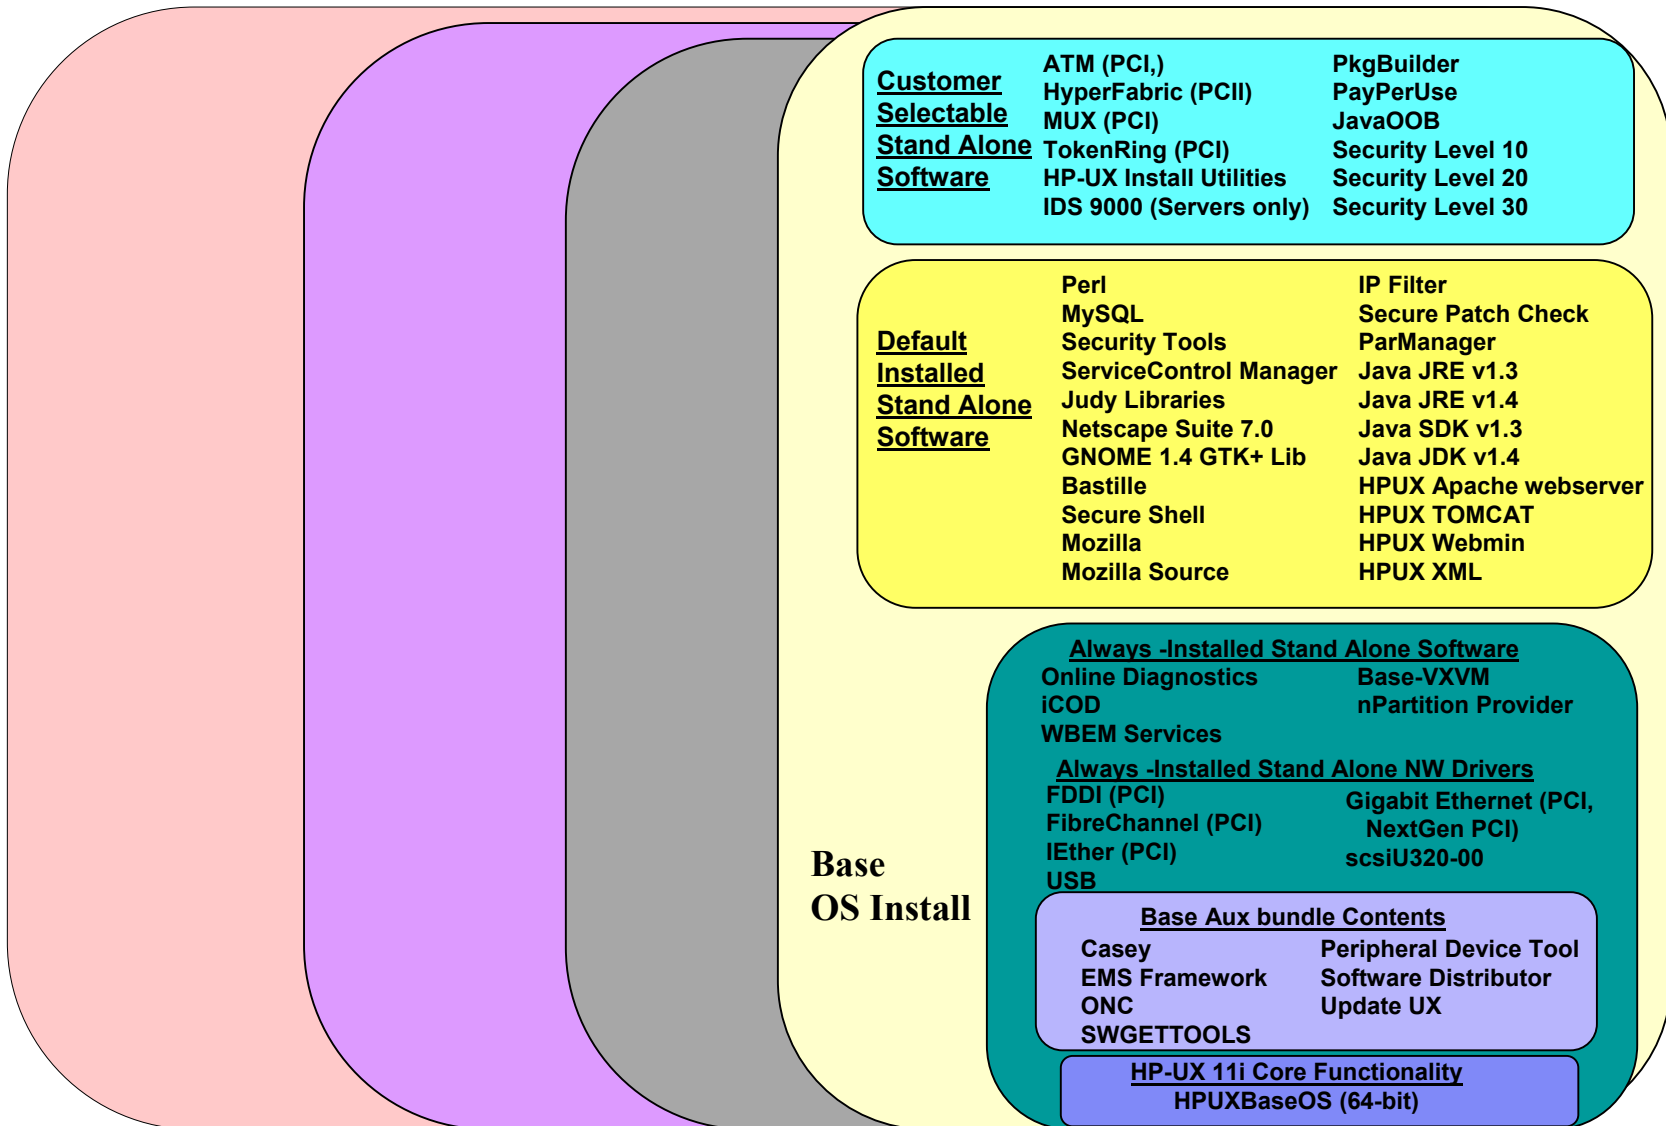 Customer
Selectable
Stand Alone
Software
ATM (PCI,)
HyperFabric (PCII)
MUX (PCI)
TokenRing (PCI)
HP-UX Install Utilities
IDS 9000 (Servers only)
PkgBuilder
PayPerUse
JavaOOB
Security Level 10
Security Level 20
Security Level 30
Default
Installed
Stand Alone
Software
Perl
MySQL
Security Tools
ServiceControl Manager
Judy Libraries
Netscape Suite 7.0
GNOME 1.4 GTK+ Lib
Bastille
Secure Shell
Mozilla
Mozilla Source
IP Filter
Secure Patch Check
ParManager
Java JRE v1.3
Java JRE v1.4
Java SDK v1.3
Java JDK v1.4
HPUX Apache webserver
HPUX TOMCAT
HPUX Webmin
HPUX XML
Base
OS Install
Always -Installed Stand Alone Software
Online Diagnostics
iCOD
WBEM Services
Base-VXVM
nPartition Provider
Always -Installed Stand Alone NW Drivers
FDDI (PCI)
FibreChannel (PCI)
IEther (PCI)
USB
Gigabit Ethernet (PCI,
NextGen PCI)
scsiU320-00
Base Aux bundle Contents
Casey
EMS Framework
ONC
SWGETTOOLS
Peripheral Device Tool
Software Distributor
Update UX
HP-UX 11i Core Functionality
HPUXBaseOS (64-bit)